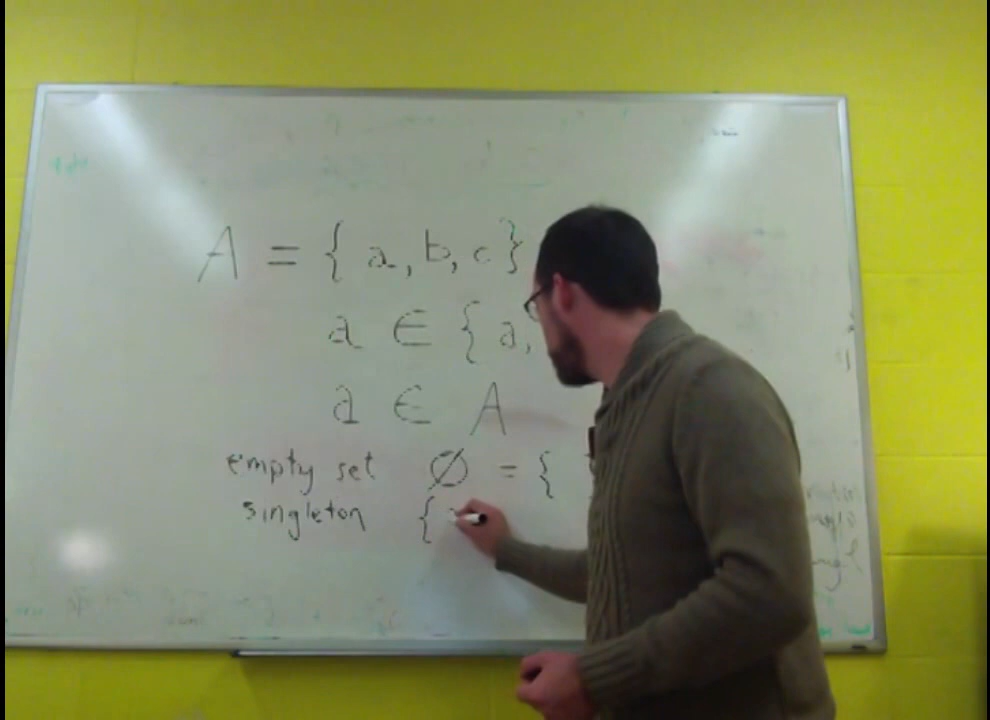 A = { a, b, c }
a ∈ { a,
a ∈ A
empty set ∅ = {
singleton {